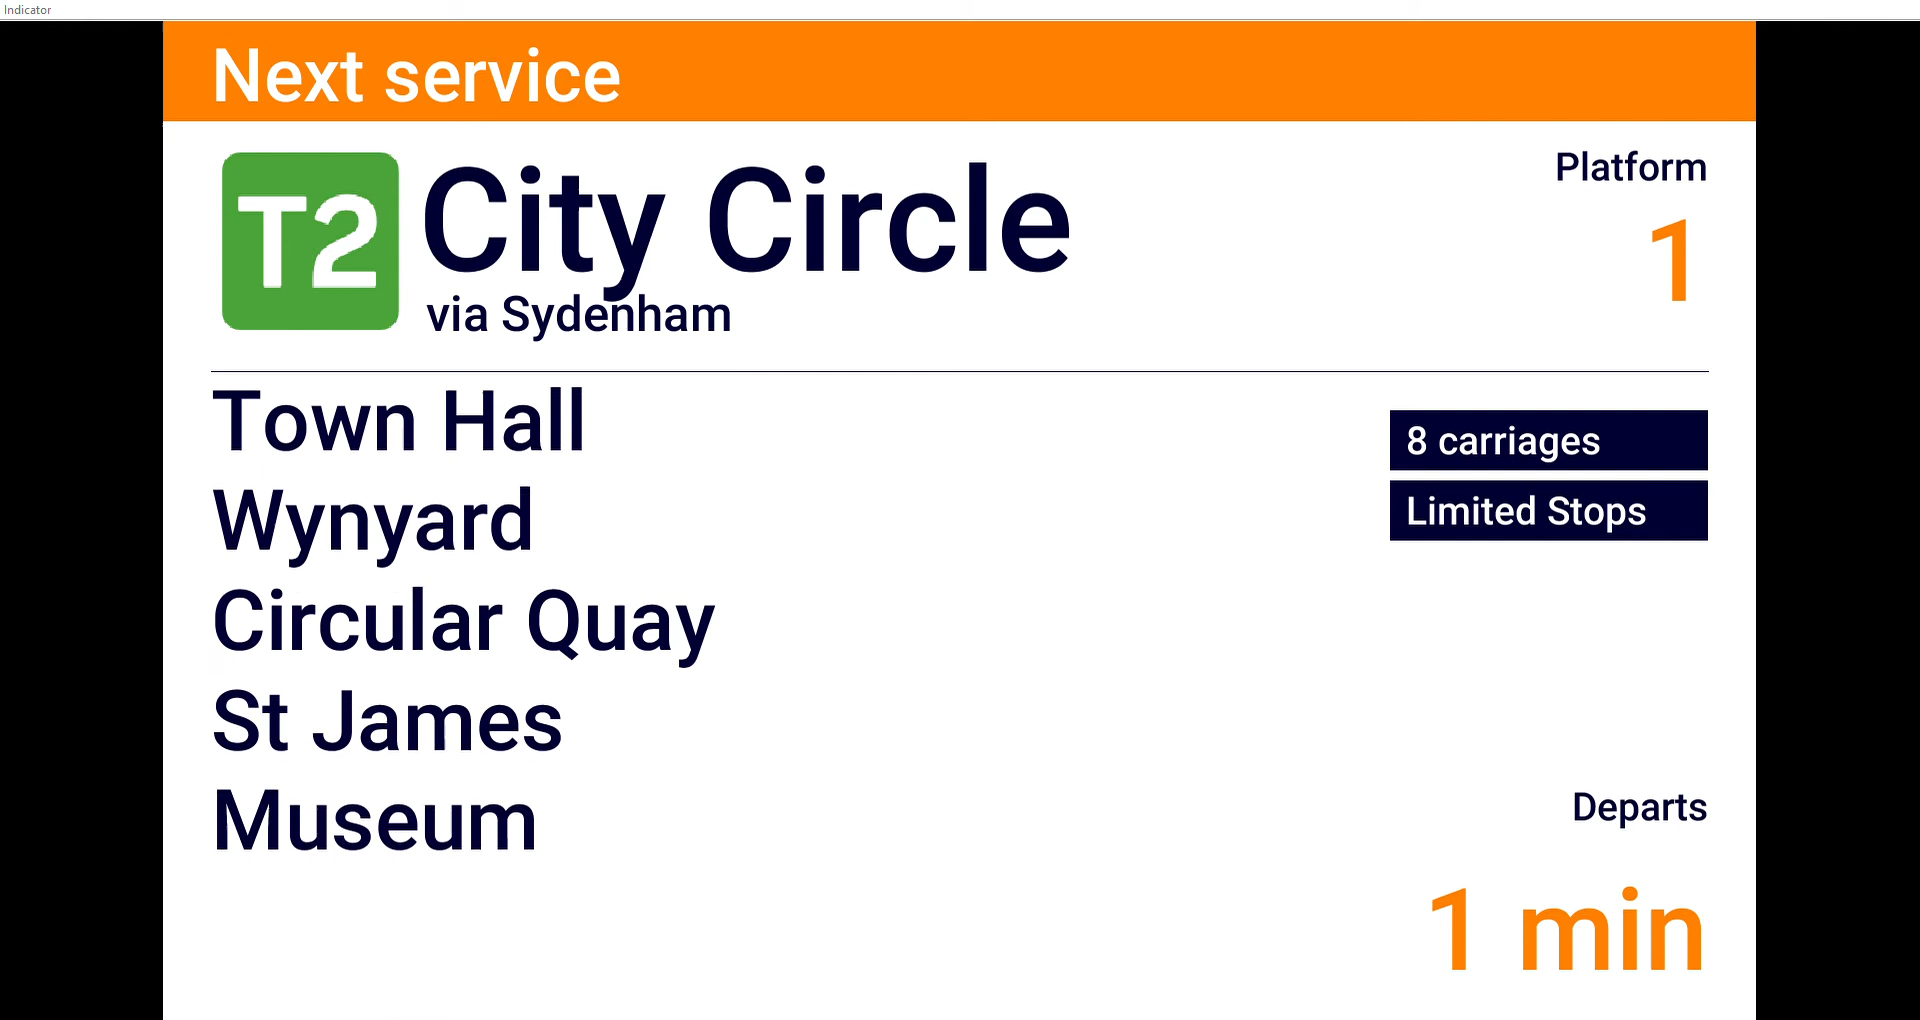 Indicator
Next service
T2
City Circle
via Sydenham
Platform
1
Town Hall
Wynyard
Circular Quay
St James
Museum
8 carriages
Limited Stops
Departs
1 min